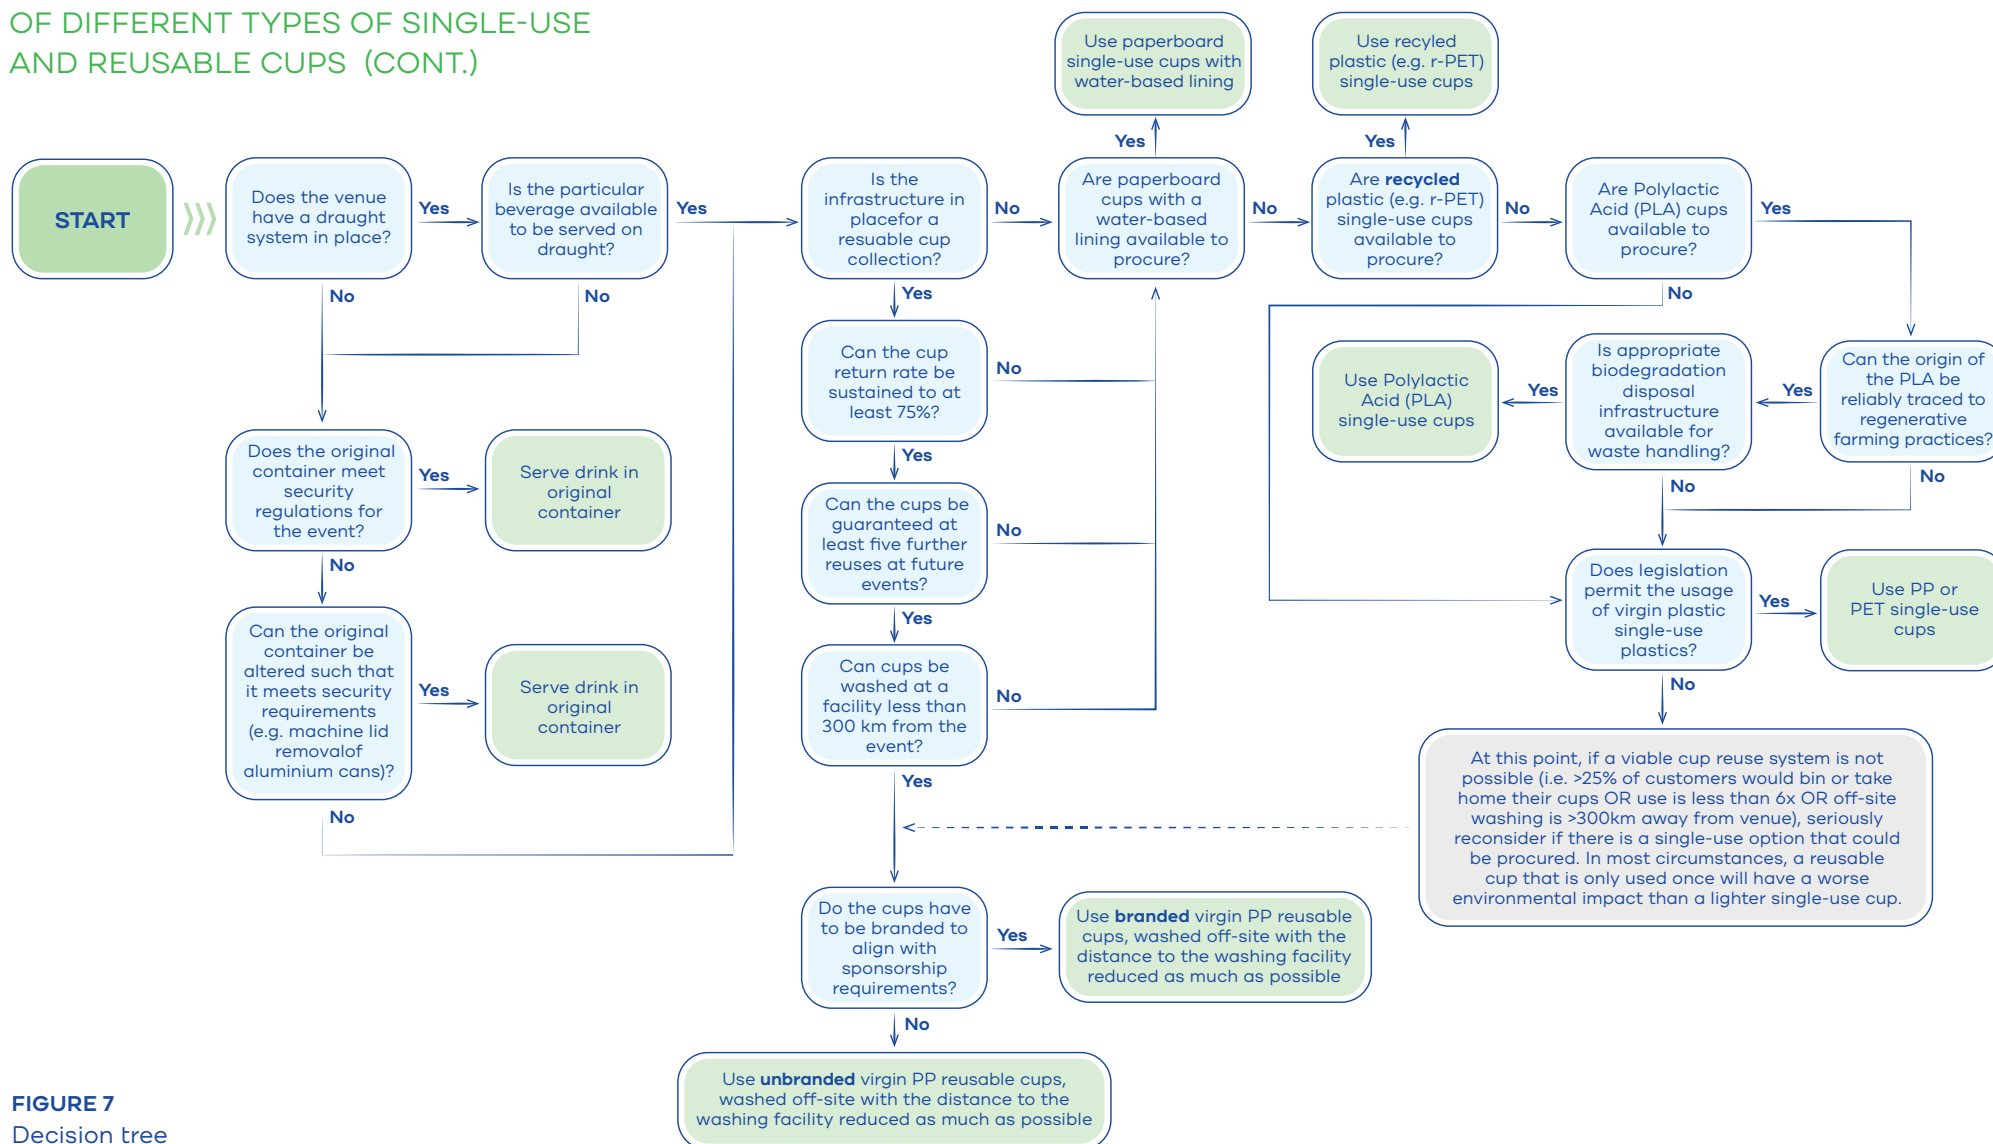 OF DIFFERENT TYPES OF SINGLE-USE
AND REUSABLE CUPS (CONT.)
START
Does the venue
have a draught
system in place?
Yes
No
Is the particular
beverage available
to be served on
draught?
Yes
No
Does the original
container meet
security
regulations for
the event?
Yes
Serve drink in
original
container
No
Can the original
container be
altered such that
it meets security
requirements
(e.g. machine lid
removalof
aluminium cans)?
Yes
Serve drink in
original
container
No
Is the
infrastructure in
placefor a
resuable cup
collection?
No
Yes
Can the cup
return rate be
sustained to at
least 75%?
No
Yes
Can the cups be
guaranteed at
least five further
reuses at future
events?
No
Yes
Can cups be
washed at a
facility less than
300 km from the
event?
No
Yes
Do the cups have
to be branded to
align with
sponsorship
requirements?
Yes
Use branded virgin PP reusable
cups, washed off-site with the
distance to the washing facility
reduced as much as possible
No
Use unbranded virgin PP reusable cups,
washed off-site with the distance to the
washing facility reduced as much as possible
Use paperboard
single-use cups with
water-based lining
Yes
Are paperboard
cups with a
water-based
lining available to
procure?
No
Use recyled
plastic (e.g. r-PET)
single-use cups
Yes
Are recycled
plastic (e.g. r-PET)
single-use cups
available to
procure?
No
Are Polylactic
Acid (PLA) cups
available to
procure?
Yes
No
Can the origin of
the PLA be
reliably traced to
regenerative
farming practices?
Yes
No
Is appropriate
biodegradation
disposal
infrastructure
available for
waste handling?
Yes
Use Polylactic
Acid (PLA)
single-use cups
No
Does legislation
permit the usage
of virgin plastic
single-use
plastics?
Yes
Use PP or
PET single-use
cups
No
At this point, if a viable cup reuse system is not
possible (i.e. >25% of customers would bin or take
home their cups OR use is less than 6x OR off-site
washing is >300km away from venue), seriously
reconsider if there is a single-use option that could
be procured. In most circumstances, a reusable
cup that is only used once will have a worse
environmental impact than a lighter single-use cup.
FIGURE 7
Decision tree